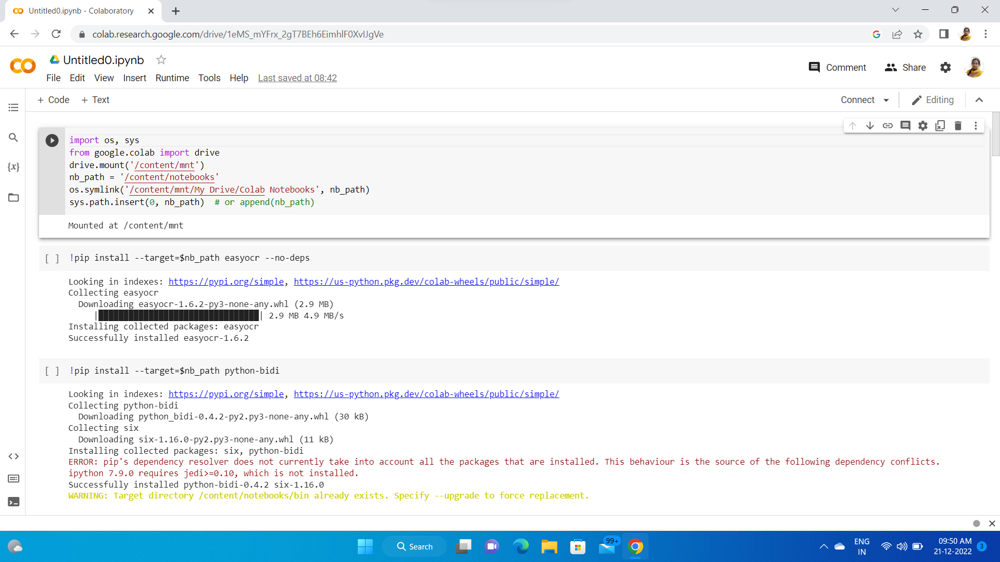 Untitled0.ipynb - Colaboratory
colab.research.google.com/drive/1eMS_mYFrx_2gT7BEh6EimhlF0XvIJgVe
Untitled0.ipynb
Comment
Share
File Edit View Insert Runtime Tools Help Last saved at 08:42
+ Code + Text
Connect
Editing
import os, sys
from google.colab import drive
drive.mount('/content/mnt')
nb_path = '/content/notebooks'
os.symlink('/content/mnt/My Drive/Colab Notebooks', nb_path)
sys.path.insert(0, nb_path)  # or append(nb_path)
Mounted at /content/mnt
[ ] !pip install --target=$nb_path easyocr --no-deps
Looking in indexes: https://pypi.org/simple, https://us-python.pkg.dev/colab-wheels/public/simple/
Collecting easyocr
Downloading easyocr-1.6.2-py3-none-any.whl (2.9 MB)
|████████████████████████████████| 2.9 MB 4.9 MB/s
Installing collected packages: easyocr
Successfully installed easyocr-1.6.2
[ ] !pip install --target=$nb_path python-bidi
Looking in indexes: https://pypi.org/simple, https://us-python.pkg.dev/colab-wheels/public/simple/
Collecting python-bidi
Downloading python_bidi-0.4.2-py2.py3-none-any.whl (30 kB)
Collecting six
Downloading six-1.16.0-py2.py3-none-any.whl (11 kB)
Installing collected packages: six, python-bidi
ERROR: pip's dependency resolver does not currently take into account all the packages that are installed. This behaviour is the source of the following dependency conflicts.
ipython 7.9.0 requires jedi>=0.10, which is not installed.
Successfully installed python-bidi-0.4.2 six-1.16.0
WARNING: Target directory /content/notebooks/bin already exists. Specify --upgrade to force replacement.
Search
99+
ENG
IN
09:50 AM
21-12-2022
3